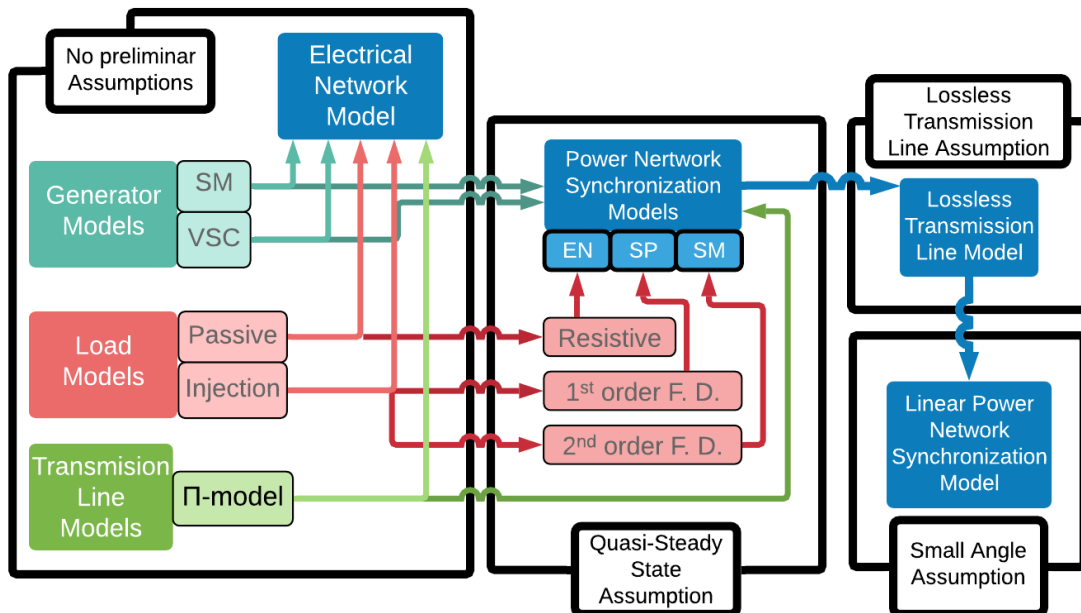 No preliminar
Assumptions
Electrical
Network
Model
Generator
Models
SM
VSC
Load
Models
Passive
Injection
Transmision
Line
Models
Π-model
Power Nertwork
Synchronization
Models
EN
SP
SM
Resistive
1st order F. D.
2nd order F. D.
Quasi-Steady
State
Assumption
Lossless
Transmission
Line Assumption
Lossless
Transmission
Line Model
Linear Power
Network
Synchronization
Model
Small Angle
Assumption